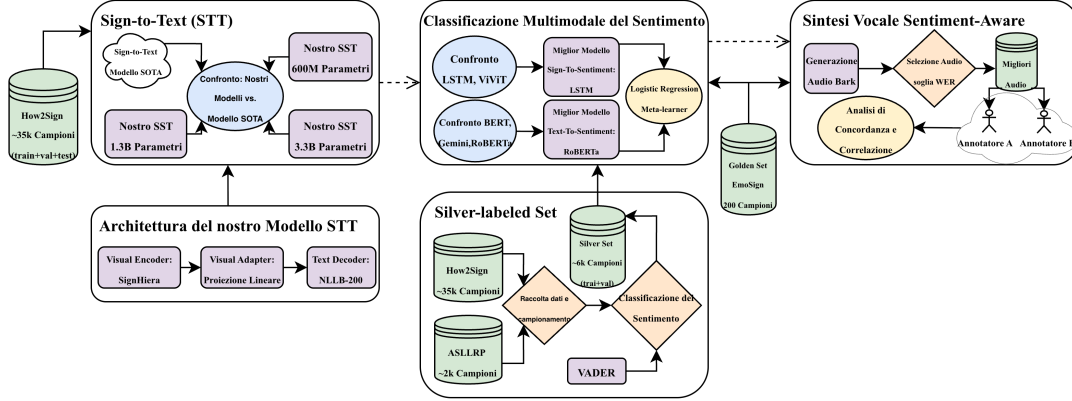 Sign-to-Text (STT)
Sign-to-Text
Modello SOTA
Nostro SST
600M Parametri
Confronto: Nostri
Modelli vs.
Modello SOTA
Nostro SST
1.3B Parametri
Nostro SST
3.3B Parametri
How2Sign
~35k Campioni
(train+val+test)
Architettura del nostro Modello STT
Visual Encoder:
SignHiera
Visual Adapter:
Proiezione Lineare
Text Decoder:
NLLB-200
Classificazione Multimodale del Sentimento
Confronto
LSTM, ViViT
Miglior Modello
Sign-To-Sentiment:
LSTM
Confronto BERT,
Gemini,RoBERTa
Miglior Modello
Text-To-Sentiment:
RoBERTa
Logistic Regression
Meta-learner
Silver-labeled Set
How2Sign
~35k Campioni
ASLLRP
~2k Campioni
Raccolta dati e
campionamento
Silver Set
~6k Campioni
(trai+val)
Classificazione del
Sentimento
VADER
Golden Set
EmoSign
200 Campioni
Sintesi Vocale Sentiment-Aware
Generazione
Audio Bark
Selezione Audio
soglia WER
Migliori
Audio
Analisi di
Concordanza e
Correlazione
Annotatore A
Annotatore B